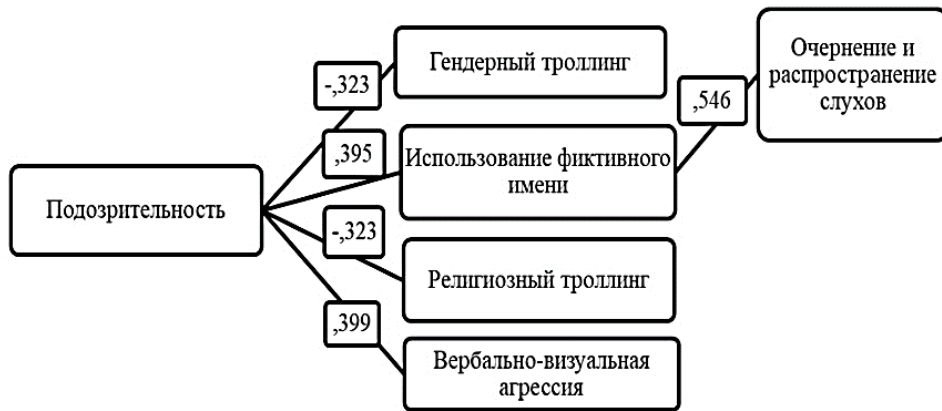 Подозрительность
-,323
Гендерный троллинг
,395
Использование фиктивного
имени
,546
Очернение и
распространение
слухов
-,323
Религиозный троллинг
,399
Вербально-визуальная
агрессия